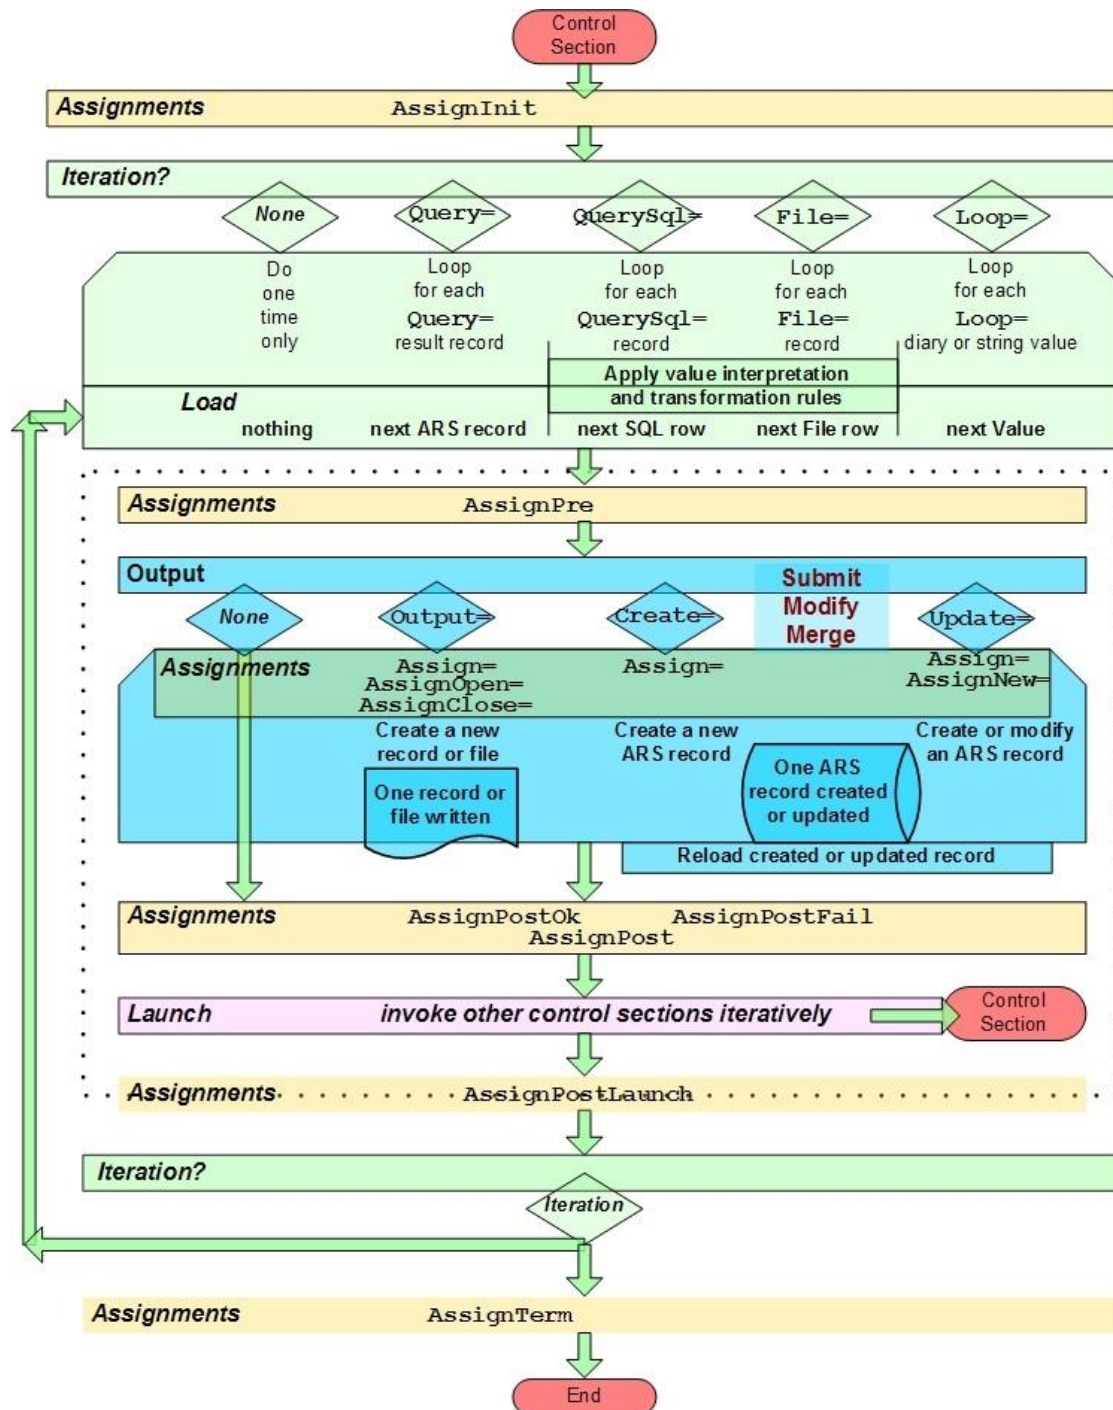 Control
Section
Assignments AssignInit
Iteration?
None Query= QuerySql= File= Loop=
Do Loop Loop Loop Loop
one for each for each for each for each
time Query= QuerySql= File= Loop=
only result record record record diary or string value
Apply value interpretation
and transformation rules
Load
nothing next ARS record next SQL row next File row next Value
Assignments AssignPre
Output
Submit
Modify
Merge
None Output= Create= Update=
Assignments
Assign= Assign= Assign=
AssignOpen= AssignNew=
AssignClose=
Create a new Create a new Create or modify
record or file ARS record an ARS record
One record or
file written
One ARS
record created
or updated
Reload created or updated record
Assignments AssignPostOk AssignPostFail
AssignPost
Launch invoke other control sections iteratively
Control
Section
Assignments AssignPostLaunch
Iteration?
Iteration
Assignments AssignTerm
End